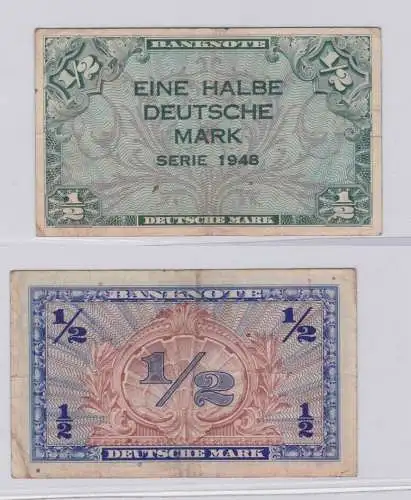 BANKNOTE
1/2 1/2
EINE HALBE
DEUTSCHE
MARK
SERIE 1948
1/2 1/2
DEUTSCHE MARK
BANKNOTE
1/2 1/2
1/2
1/2 1/2
DEUTSCHE MARK